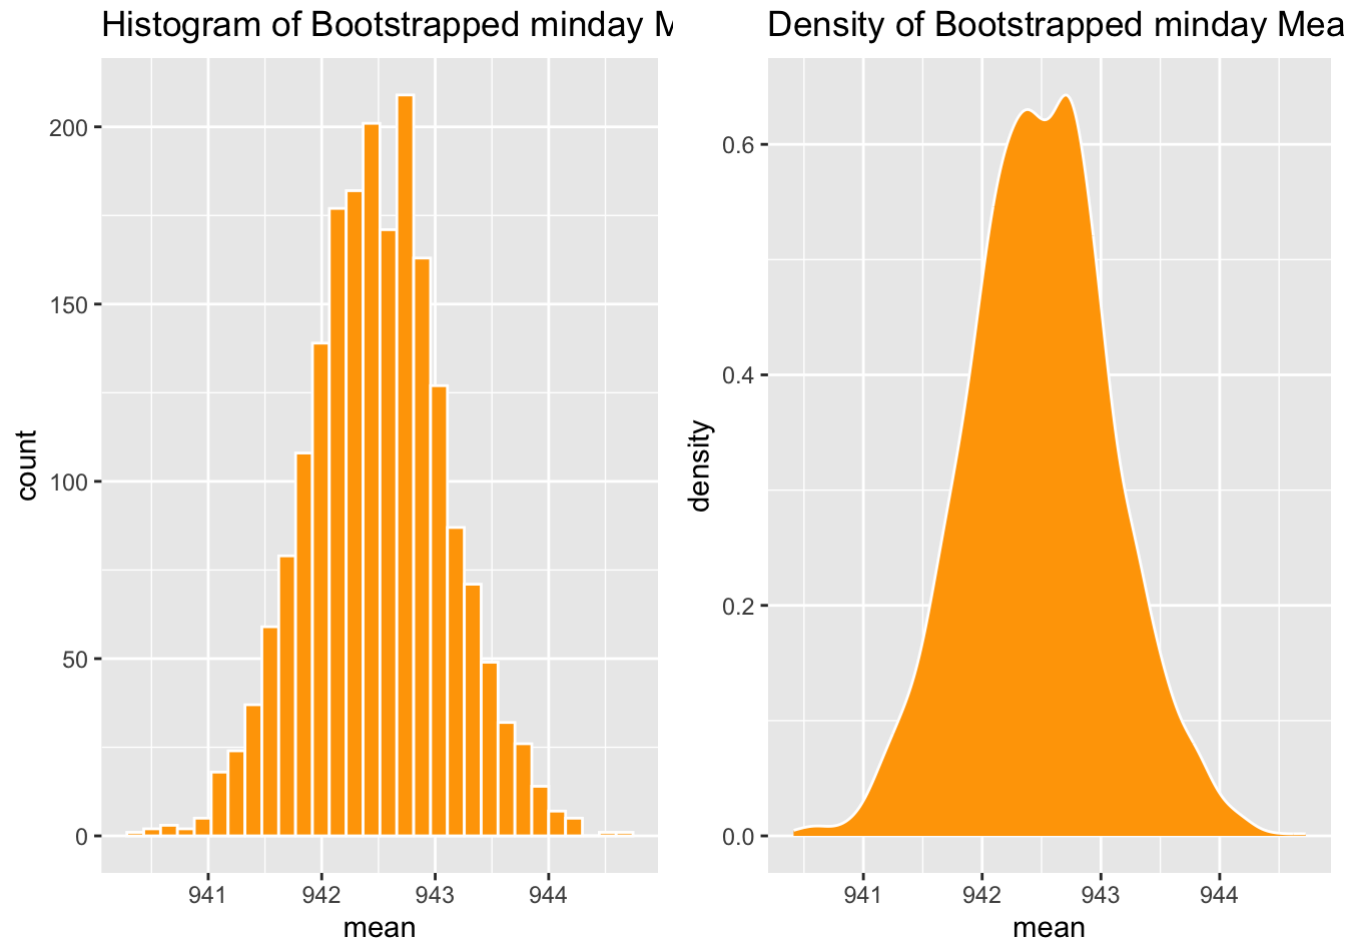 Histogram of Bootstrapped minday
200
150
100
50
0
count
941 942 943 944
mean
Density of Bootstrapped minday Mea
0.6
0.4
0.2
0.0
density
941 942 943 944
mean